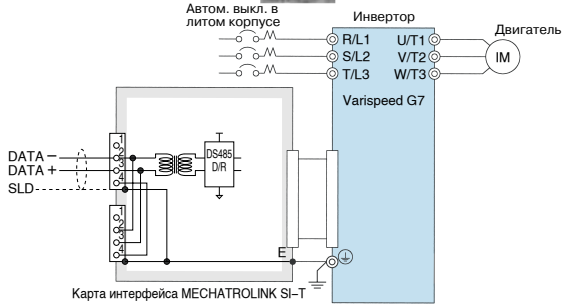 Автом. выкл. в
литом корпусе
Инвертор
Двигатель
R/L1 U/T1
S/L2 V/T2
T/L3 W/T3
IM
Varispeed G7
1
2
3
4
DS485
D/R
DATA −
DATA +
SLD
1
2
3
4
E
Карта интерфейса MECHATROLINK SI−T